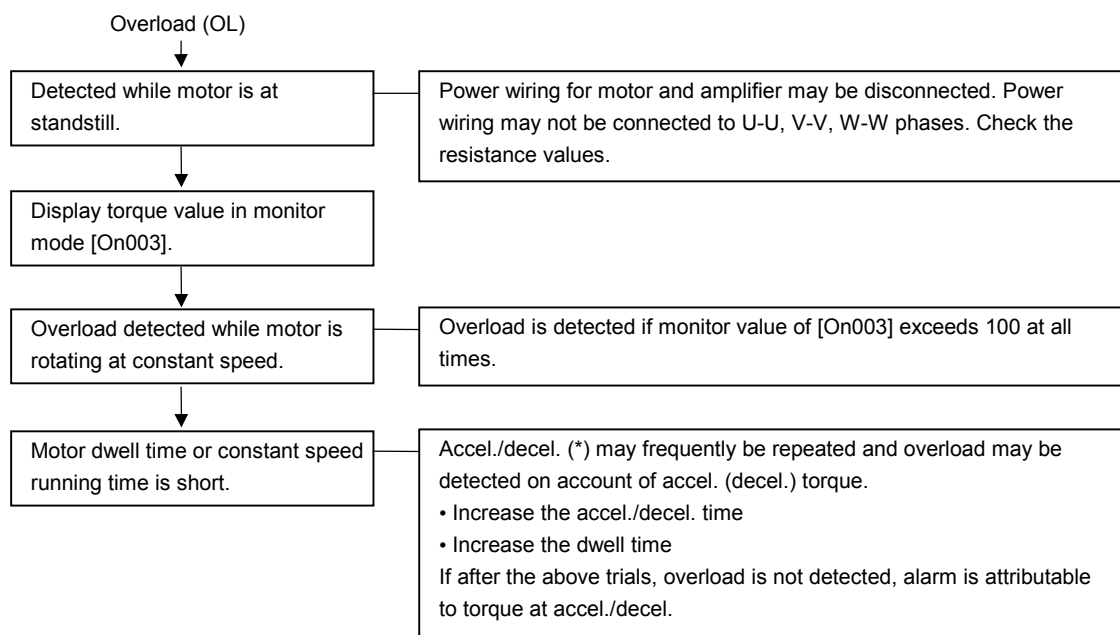 Overload (OL)
Detected while motor is at
standstill.
Power wiring for motor and amplifier may be disconnected. Power
wiring may not be connected to U-U, V-V, W-W phases. Check the
resistance values.
Display torque value in monitor
mode [On003].
Overload detected while motor is
rotating at constant speed.
Overload is detected if monitor value of [On003] exceeds 100 at all
times.
Motor dwell time or constant speed
running time is short.
Accel./decel. (*) may frequently be repeated and overload may be
detected on account of accel. (decel.) torque.
• Increase the accel./decel. time
• Increase the dwell time
If after the above trials, overload is not detected, alarm is attributable
to torque at accel./decel.